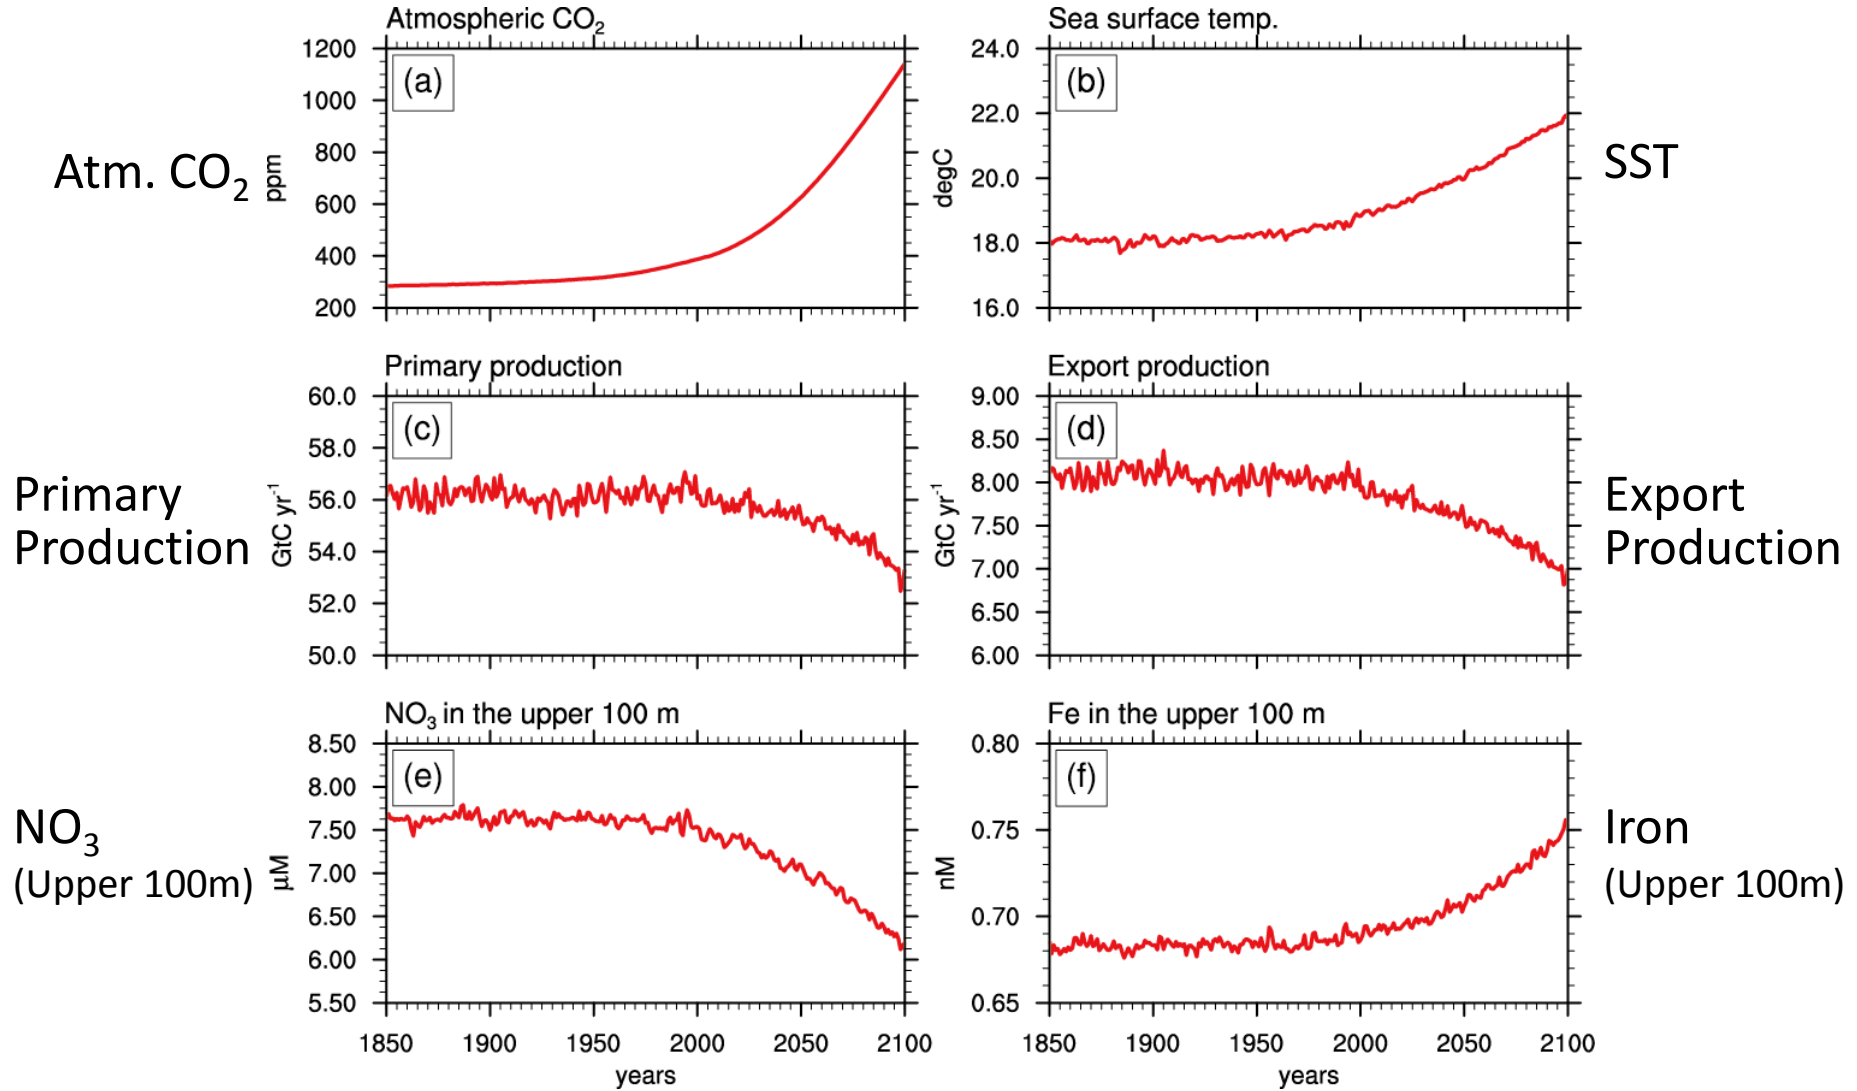 Atmospheric CO2
Sea surface temp.
1200
1000
800
600
400
200
ppm
(a)
24.0
22.0
20.0
18.0
16.0
degC
(b)
Atm. CO2
SST
Primary production
Export production
60.0
58.0
56.0
54.0
52.0
50.0
GtC yr-1
(c)
9.00
8.50
8.00
7.50
7.00
6.50
6.00
GtC yr-1
(d)
Primary
Production
Export
Production
NO3 in the upper 100 m
Fe in the upper 100 m
8.50
8.00
7.50
7.00
6.50
6.00
5.50
µM
(e)
0.80
0.75
0.70
0.65
nM
(f)
NO3
(Upper 100m)
Iron
(Upper 100m)
1850 1900 1950 2000 2050 2100
years
1850 1900 1950 2000 2050 2100
years